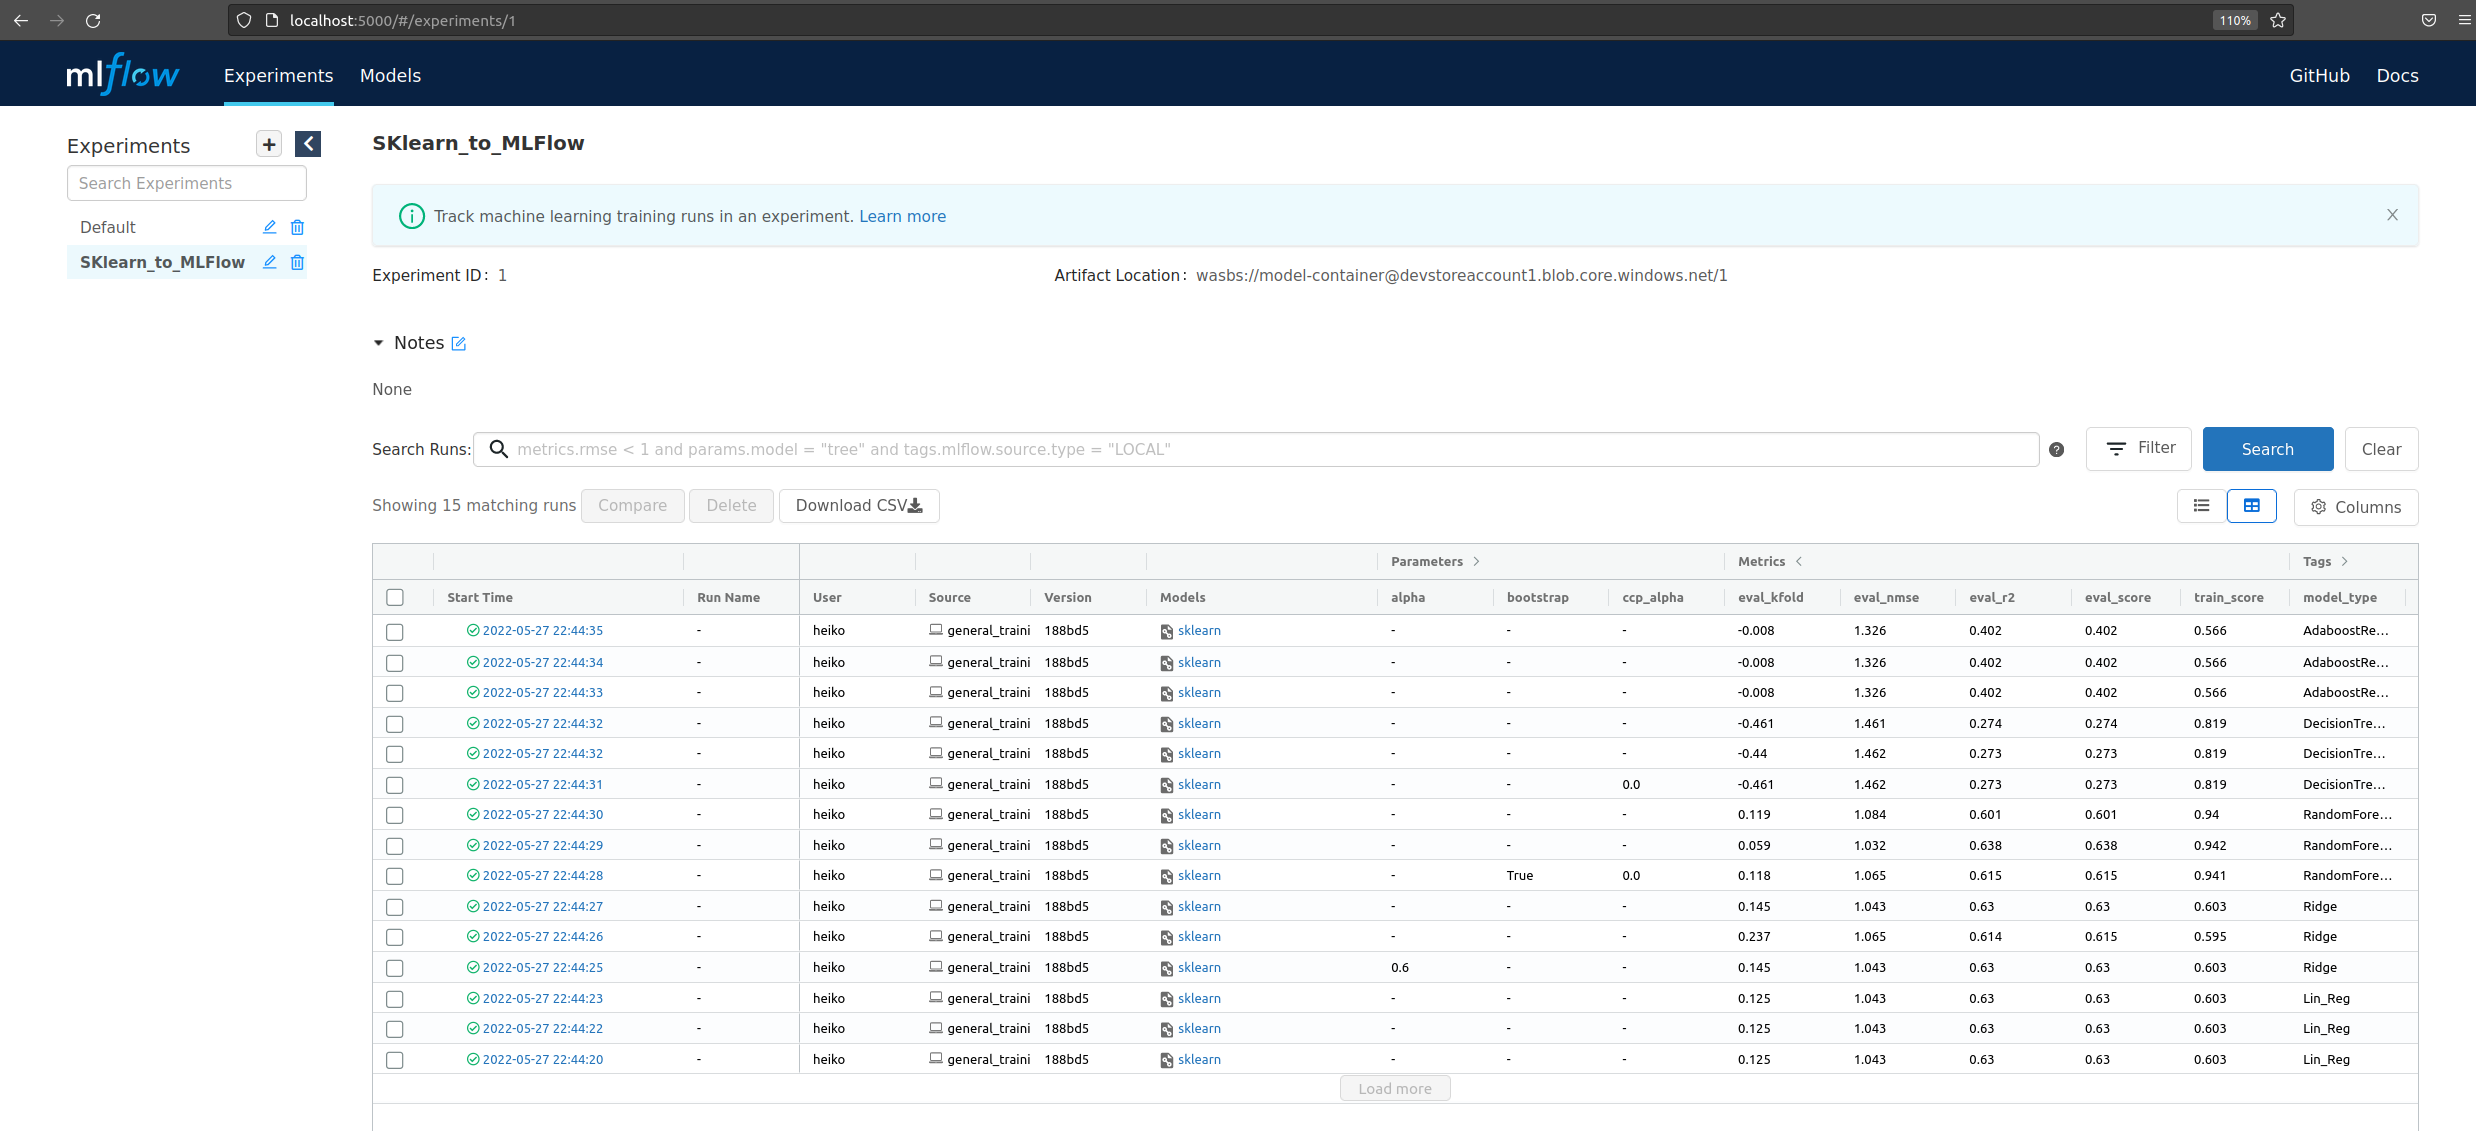 localhost:5000/#/experiments/1 110%
mlflow Experiments Models GitHub Docs
Experiments
Search Experiments
Default
SKlearn_to_MLFlow
SKlearn_to_MLFlow
Track machine learning training runs in an experiment. Learn more
Experiment ID: 1 Artifact Location: wasbs://model-container@devstoreaccount1.blob.core.windows.net/1
Notes
None
Search Runs: metrics.rmse < 1 and params.model = "tree" and tags.mlflow.source.type = "LOCAL" ? Filter Search Clear
Showing 15 matching runs Compare Delete Download CSV Columns
Parameters > Metrics < Tags >
Start Time Run Name User Source Version Models alpha bootstrap ccp_alpha eval_kfold eval_nmse eval_r2 eval_score train_score model_type
2022-05-27 22:44:35 - heiko general_traini 188bd5 sklearn - - - -0.008 1.326 0.402 0.402 0.566 AdaboostRe...
2022-05-27 22:44:34 - heiko general_traini 188bd5 sklearn - - - -0.008 1.326 0.402 0.402 0.566 AdaboostRe...
2022-05-27 22:44:33 - heiko general_traini 188bd5 sklearn - - - -0.008 1.326 0.402 0.402 0.566 AdaboostRe...
2022-05-27 22:44:32 - heiko general_traini 188bd5 sklearn - - - -0.461 1.461 0.274 0.274 0.819 DecisionTre...
2022-05-27 22:44:32 - heiko general_traini 188bd5 sklearn - - - -0.44 1.462 0.273 0.273 0.819 DecisionTre...
2022-05-27 22:44:31 - heiko general_traini 188bd5 sklearn - - 0.0 -0.461 1.462 0.273 0.273 0.819 DecisionTre...
2022-05-27 22:44:30 - heiko general_traini 188bd5 sklearn - - - 0.119 1.084 0.601 0.601 0.94 RandomFore...
2022-05-27 22:44:29 - heiko general_traini 188bd5 sklearn - - - 0.059 1.032 0.638 0.638 0.942 RandomFore...
2022-05-27 22:44:28 - heiko general_traini 188bd5 sklearn - True 0.0 0.118 1.065 0.615 0.615 0.941 RandomFore...
2022-05-27 22:44:27 - heiko general_traini 188bd5 sklearn - - - 0.145 1.043 0.63 0.63 0.603 Ridge
2022-05-27 22:44:26 - heiko general_traini 188bd5 sklearn - - - 0.237 1.065 0.614 0.615 0.595 Ridge
2022-05-27 22:44:25 - heiko general_traini 188bd5 sklearn 0.6 - - 0.145 1.043 0.63 0.63 0.603 Ridge
2022-05-27 22:44:23 - heiko general_traini 188bd5 sklearn - - - 0.125 1.043 0.63 0.63 0.603 Lin_Reg
2022-05-27 22:44:22 - heiko general_traini 188bd5 sklearn - - - 0.125 1.043 0.63 0.63 0.603 Lin_Reg
2022-05-27 22:44:20 - heiko general_traini 188bd5 sklearn - - - 0.125 1.043 0.63 0.63 0.603 Lin_Reg
Load more